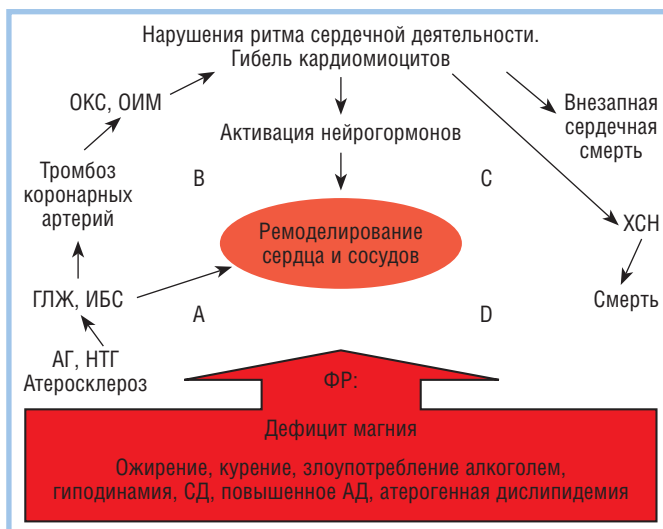 Нарушения ритма сердечной деятельности.
Гибель кардиомиоцитов
ОКС, ОИМ
Внезапная
сердечная
смерть
Активация нейрогормонов
Тромбоз
коронарных
артерий
B
C
Ремоделирование
сердца и сосудов
ХСН
ГЛЖ, ИБС
A
D
Смерть
АГ, НТГ
Атеросклероз
ФР:
Дефицит магния
Ожирение, курение, злоупотребление алкоголем,
гиподинамия, СД, повышенное АД, атерогенная дислипидемия